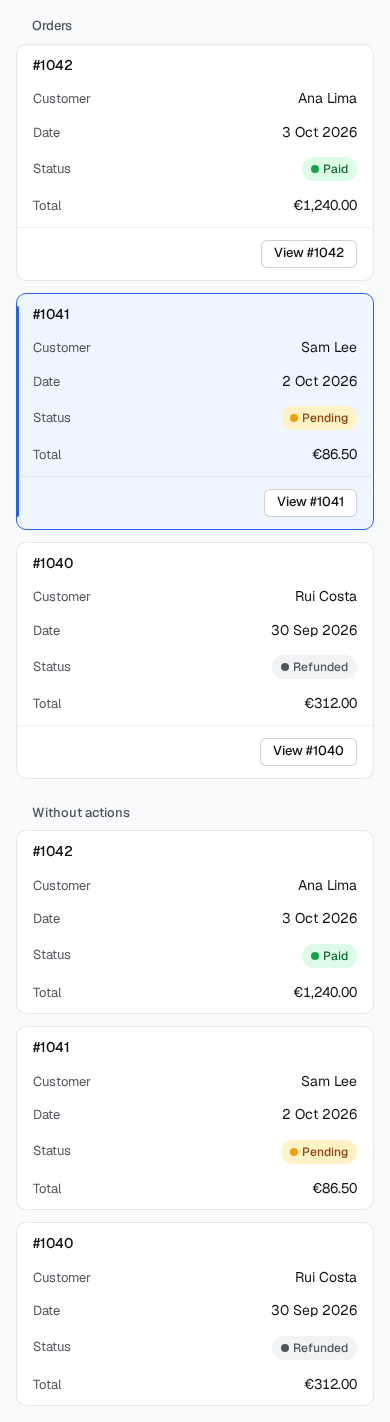 Orders
#1042
Customer Ana Lima
Date 3 Oct 2026
Status Paid
Total €1,240.00
View #1042
#1041
Customer Sam Lee
Date 2 Oct 2026
Status Pending
Total €86.50
View #1041
#1040
Customer Rui Costa
Date 30 Sep 2026
Status Refunded
Total €312.00
View #1040
Without actions
#1042
Customer Ana Lima
Date 3 Oct 2026
Status Paid
Total €1,240.00
#1041
Customer Sam Lee
Date 2 Oct 2026
Status Pending
Total €86.50
#1040
Customer Rui Costa
Date 30 Sep 2026
Status Refunded
Total €312.00